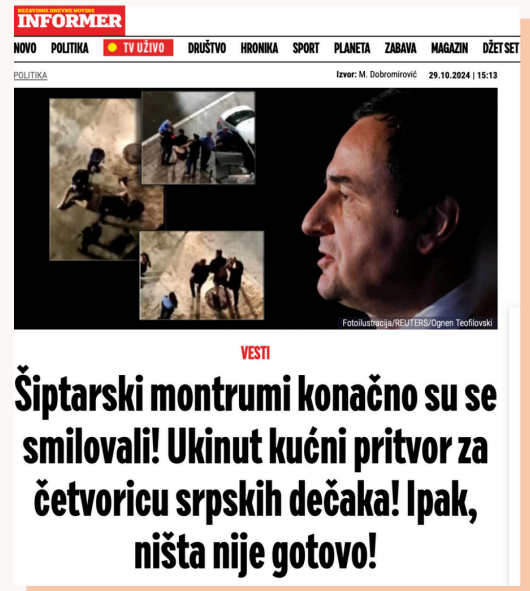 NEZAVISNE DNEVNE NOVINE
INFORMER
NOVO POLITIKA TV UŽIVO DRUŠTVO HRONIKA SPORT PLANETA ZABAVA MAGAZIN DŽET SET
POLITIKA Izvor: M. Dobromirović 29.10.2024 | 15:13
Fotoilustracija/REUTERS/Ognen Teofilovski
VESTI
Šiptarski montrumi konačno su se
smilovali! Ukinut kućni pritvor za
četvoricu srpskih dečaka! Ipak,
ništa nije gotovo!